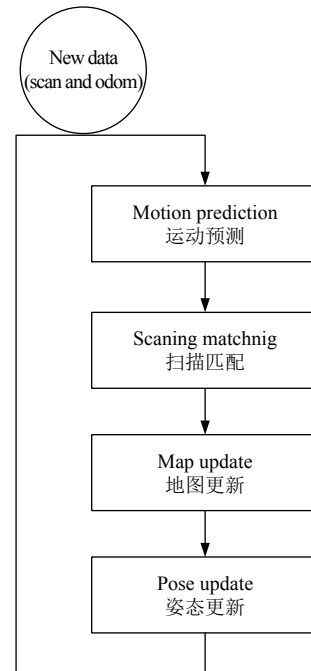 New data
(scan and odom)
Motion prediction
运动预测
Scaning matchnig
扫描匹配
Map update
地图更新
Pose update
姿态更新